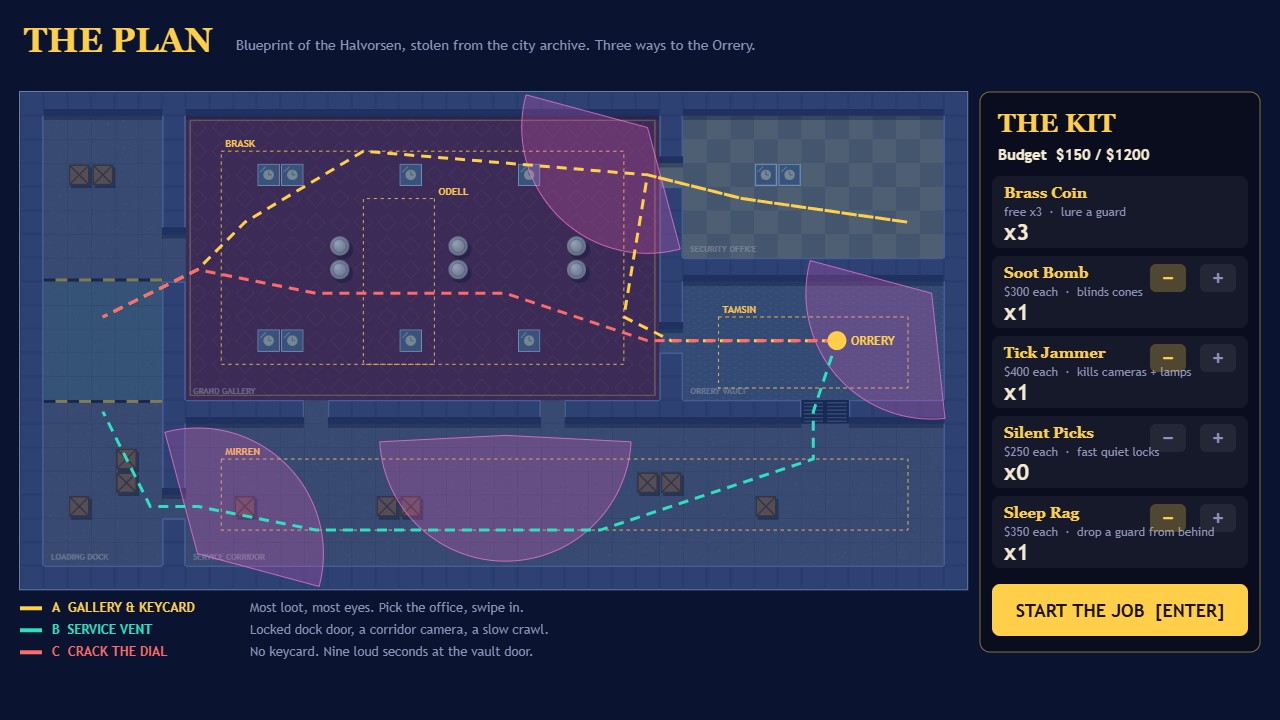 THE PLAN
Blueprint of the Halvorsen, stolen from the city archive. Three ways to the Orrery.
BRASK
ODELL
SECURITY OFFICE
TAMSIN
ORRERY
GRAND GALLERY
ORRERY VAULT
MIRREN
LOADING DOCK
SERVICE CORRIDOR
A GALLERY & KEYCARD Most loot, most eyes. Pick the office, swipe in.
B SERVICE VENT Locked dock door, a corridor camera, a slow crawl.
C CRACK THE DIAL No keycard. Nine loud seconds at the vault door.
THE KIT
Budget $150 / $1200
Brass Coin
free x3 · lure a guard
x3
Soot Bomb
$300 each · blinds cones
− +
x1
Tick Jammer
$400 each · kills cameras + lamps
− +
x1
Silent Picks
$250 each · fast quiet locks
− +
x0
Sleep Rag
$350 each · drop a guard from behind
− +
x1
START THE JOB [ENTER]